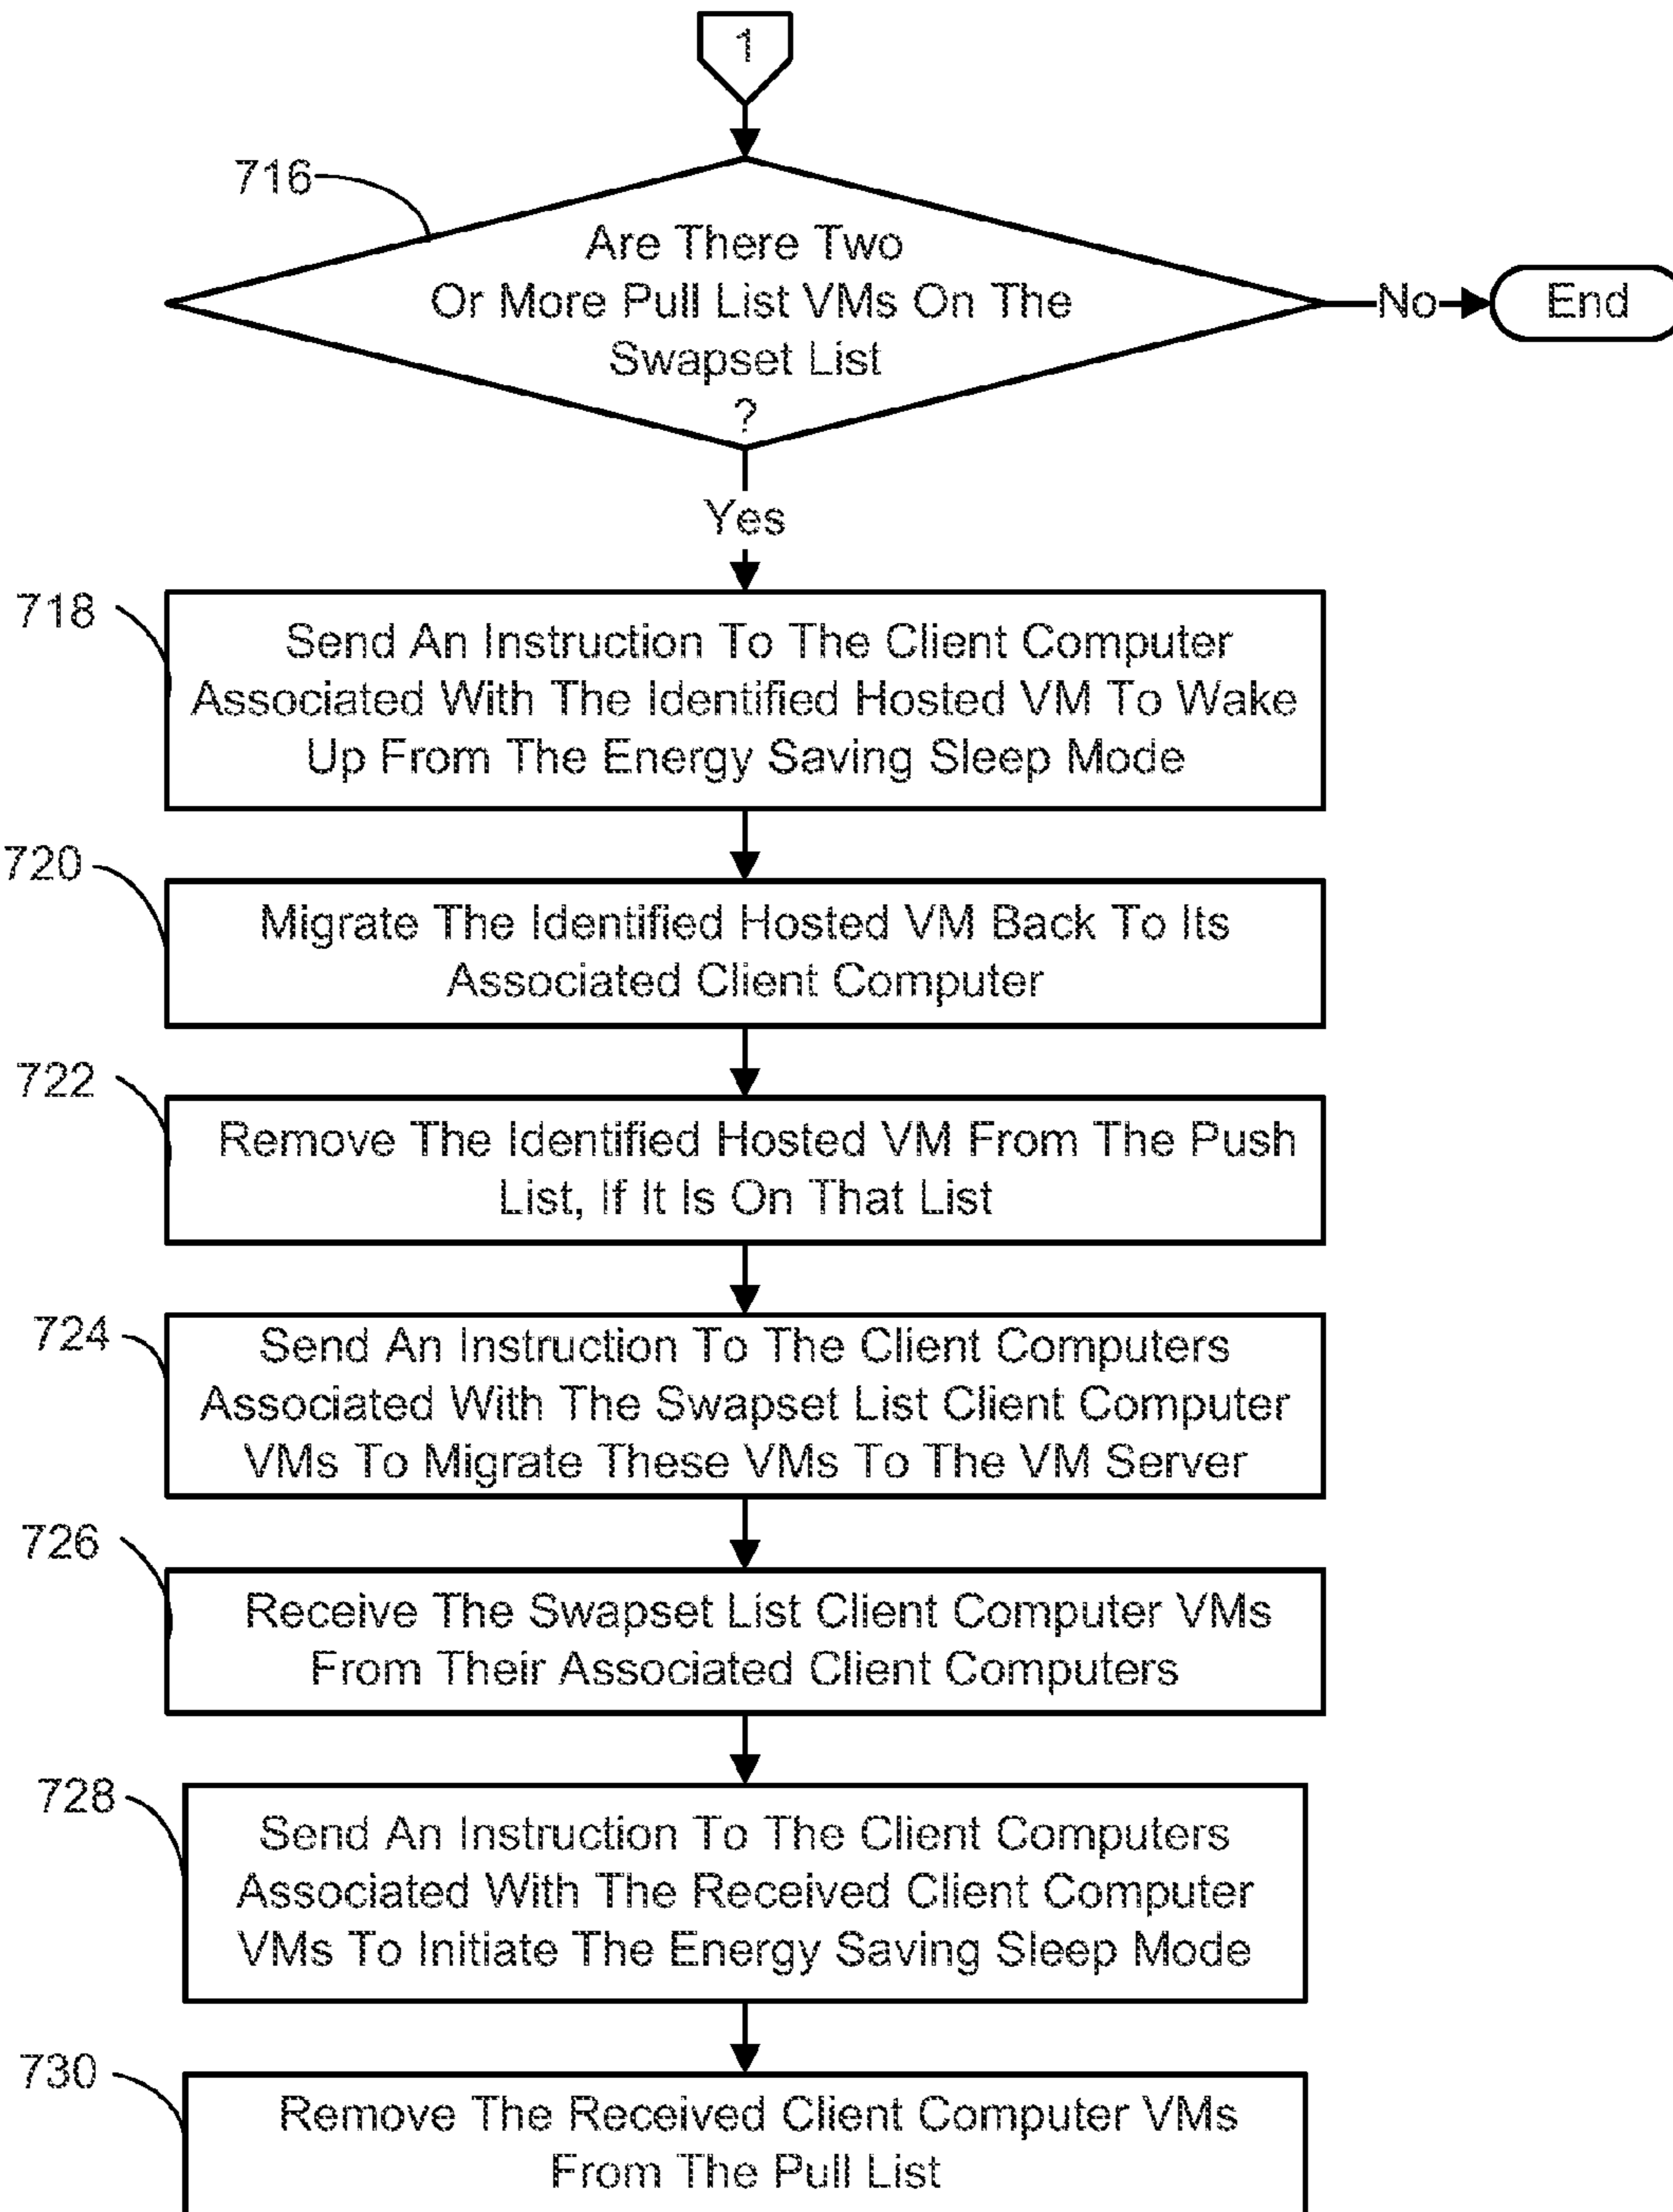 1
716
Are There Two
Or More Pull List VMs On The
Swapset List
?
No
End
Yes
718
Send An Instruction To The Client Computer
Associated With The Identified Hosted VM To Wake
Up From The Energy Saving Sleep Mode
720
Migrate The Identified Hosted VM Back To Its
Associated Client Computer
722
Remove The Identified Hosted VM From The Push
List, If It Is On That List
724
Send An Instruction To The Client Computers
Associated With The Swapset List Client Computer
VMs To Migrate These VMs To The VM Server
726
Receive The Swapset List Client Computer VMs
From Their Associated Client Computers
728
Send An Instruction To The Client Computers
Associated With The Received Client Computer
VMs To Initiate The Energy Saving Sleep Mode
730
Remove The Received Client Computer VMs
From The Pull List